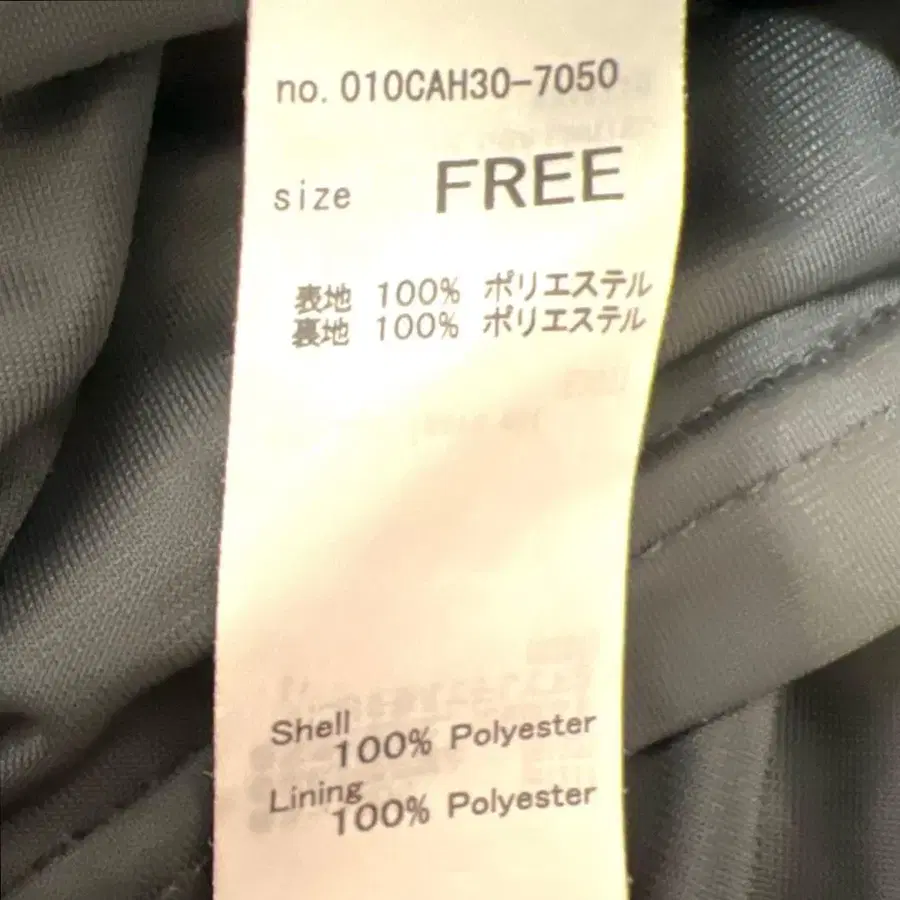 no. 010CAH30-7050
size FREE
表地 100% ポリエステル
裏地 100% ポリエステル
Shell
100% Polyester
Lining
100% Polyester